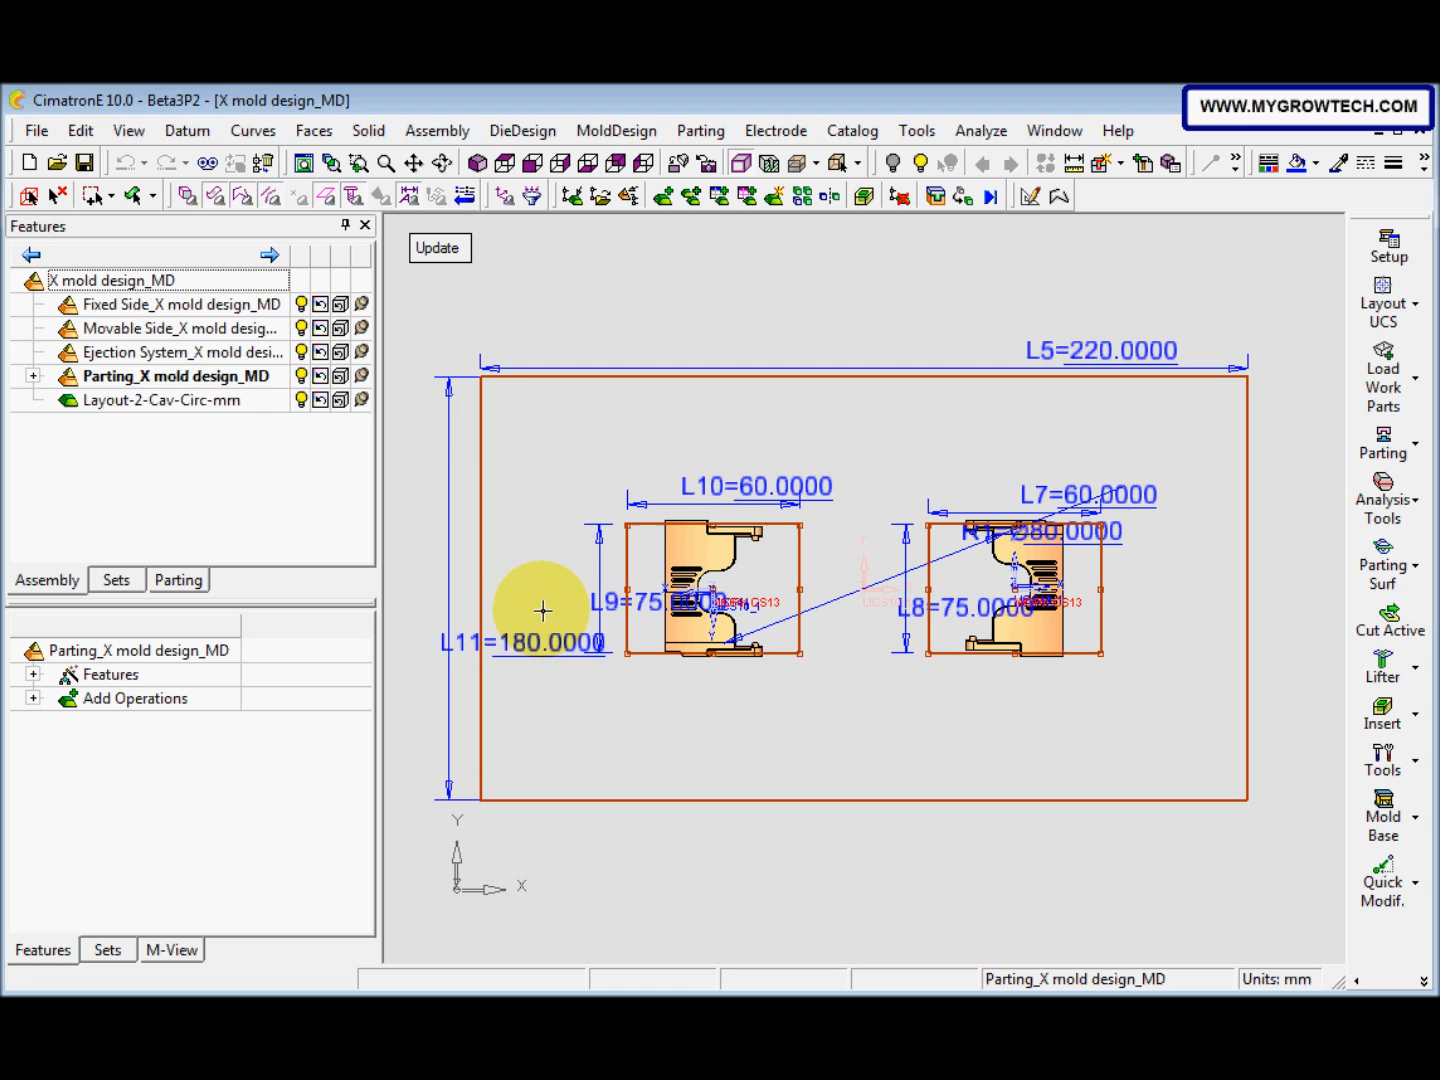 CimatronE 10.0 - Beta3P2 - [X mold design_MD]
WWW.MYGROWTECH.COM
File Edit View Datum Curves Faces Solid Assembly DieDesign MoldDesign Parting Electrode Catalog Tools Analyze Window Help
Features
Update
X mold design_MD
Fixed Side_X mold design_MD
Movable Side_X mold desig...
Ejection System_X mold desi...
Parting_X mold design_MD
Layout-2-Cav-Circ-mm
Assembly Sets Parting
Parting_X mold design_MD
Features
Add Operations
Features Sets M-View
L5=220.0000
L10=60.0000
L7=60.0000
L9=75.0000
L8=75.0000
L11=180.0000
Y
X
Setup
Layout
UCS
Load
Work
Parts
Parting
Analysis
Tools
Parting
Surf
Cut Active
Lifter
Insert
Tools
Mold
Base
Quick
Modif.
Parting_X mold design_MD
Units: mm